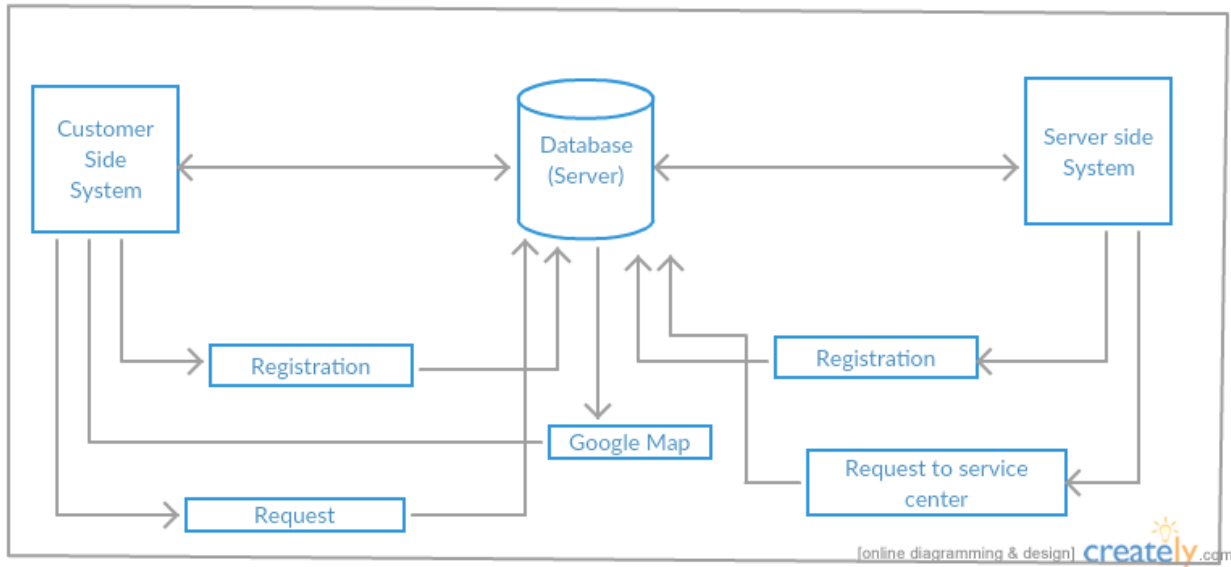 Customer
Side
System
Database
(Server)
Server side
System
Registration
Registration
Google Map
Request to service
center
Request
[online diagramming & design] creately.com